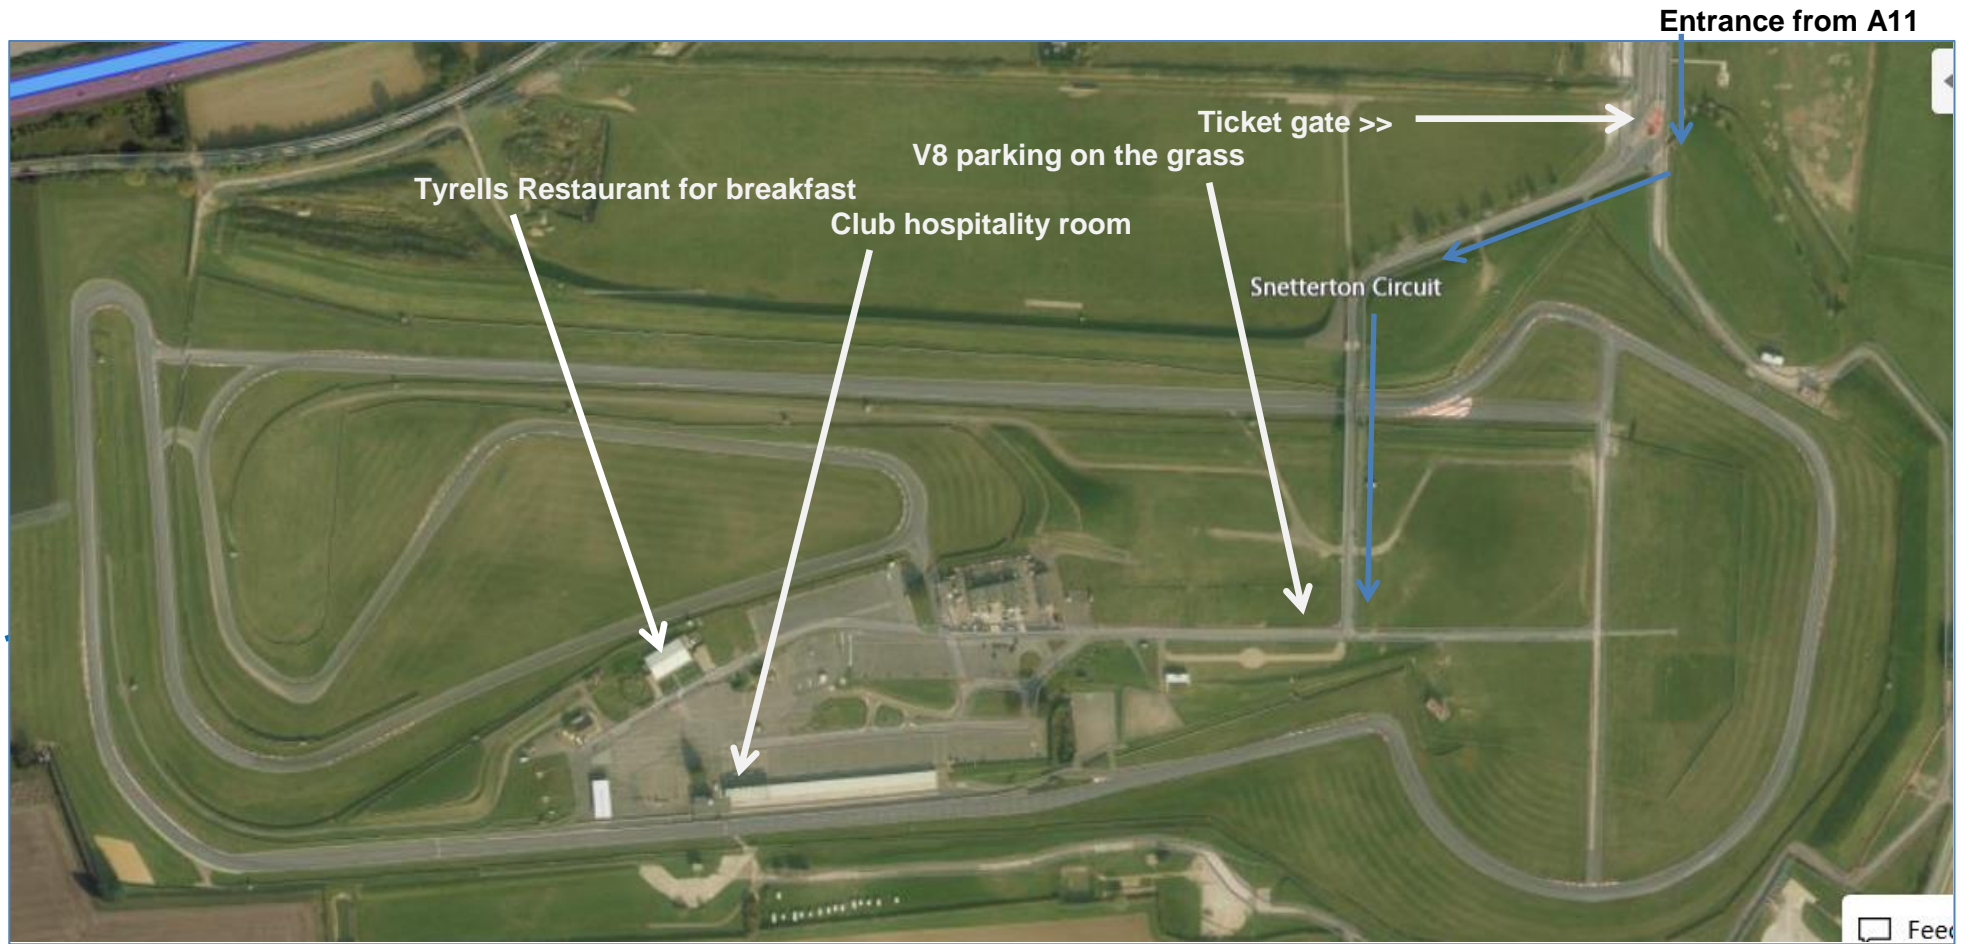 Entrance from A11
Ticket gate >>
V8 parking on the grass
Tyrells Restaurant for breakfast
Club hospitality room
Snetterton Circuit